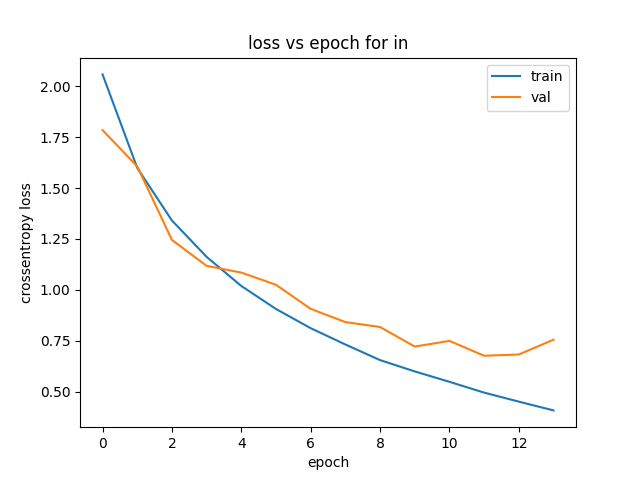 loss vs epoch for in
train
val
crossentropy loss
2.00
1.75
1.50
1.25
1.00
0.75
0.50
0 2 4 6 8 10 12
epoch